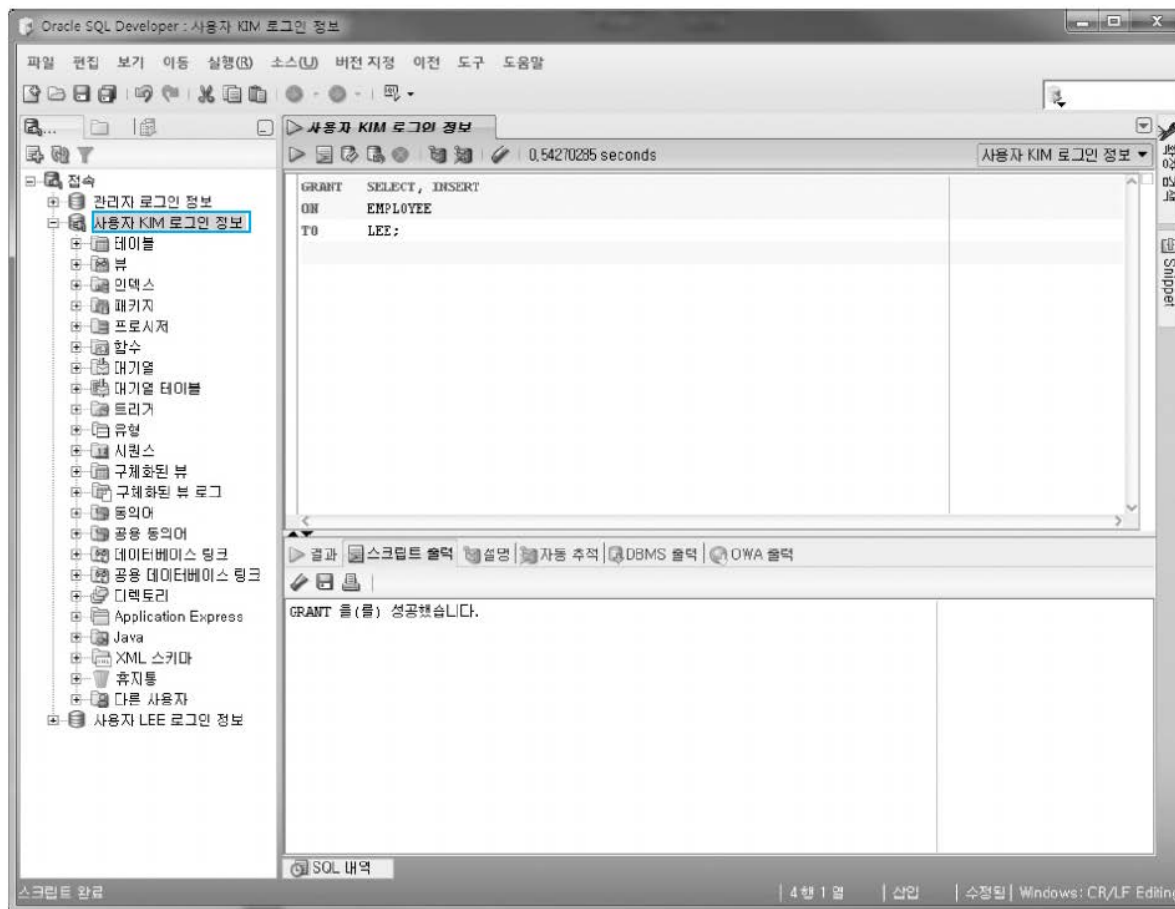 Oracle SQL Developer : 사용자 KIM 로그인 정보
파일 편집 보기 이동 실행(R) 소스(U) 버전 지정 이전 도구 도움말
사용자 KIM 로그인 정보
0.54270285 seconds
사용자 KIM 로그인 정보
접속
관리자 로그인 정보
사용자 KIM 로그인 정보
테이블
뷰
인덱스
패키지
프로시저
함수
대기열
대기열 테이블
트리거
유형
시퀀스
구체화된 뷰
구체화된 뷰 로그
동의어
공용 동의어
데이터베이스 링크
공용 데이터베이스 링크
디렉토리
Application Express
Java
XML 스키마
휴지통
다른 사용자
사용자 LEE 로그인 정보
GRANT SELECT, INSERT
ON EMPLOYEE
TO LEE;
Snippet
결과 스크립트 출력 설명 자동 추적 DBMS 출력 OWA 출력
GRANT 을(를) 성공했습니다.
SQL 내역
스크립트 완료
4 행 1 열 삽입 수정됨 Windows: CR/LF Editing